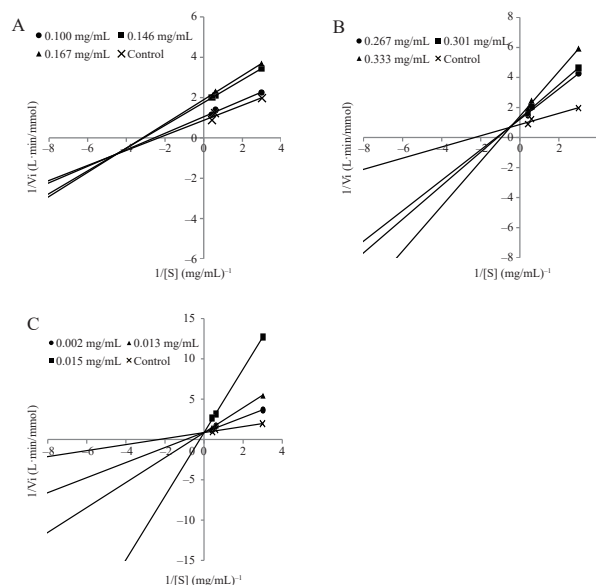 A
0.100 mg/mL 0.146 mg/mL
0.167 mg/mL Control
1/Vi (L·min/mmol)
6
4
2
0
–2
–4
–6
–8 –6 –4 –2 0 2 4
1/[S] (mg/mL)–1
B
0.267 mg/mL 0.301 mg/mL
0.333 mg/mL Control
1/Vi (L·min/mmol)
8
6
4
2
0
–2
–4
–6
–8
–8 –6 –4 –2 0 2 4
1/[S] (mg/mL)–1
C
0.002 mg/mL 0.013 mg/mL
0.015 mg/mL Control
1/Vi (L·min/mmol)
15
10
5
0.00
–5
–10
–15
–8 –6 –4 –2 0 2 4
1/[S] (mg/mL)–1